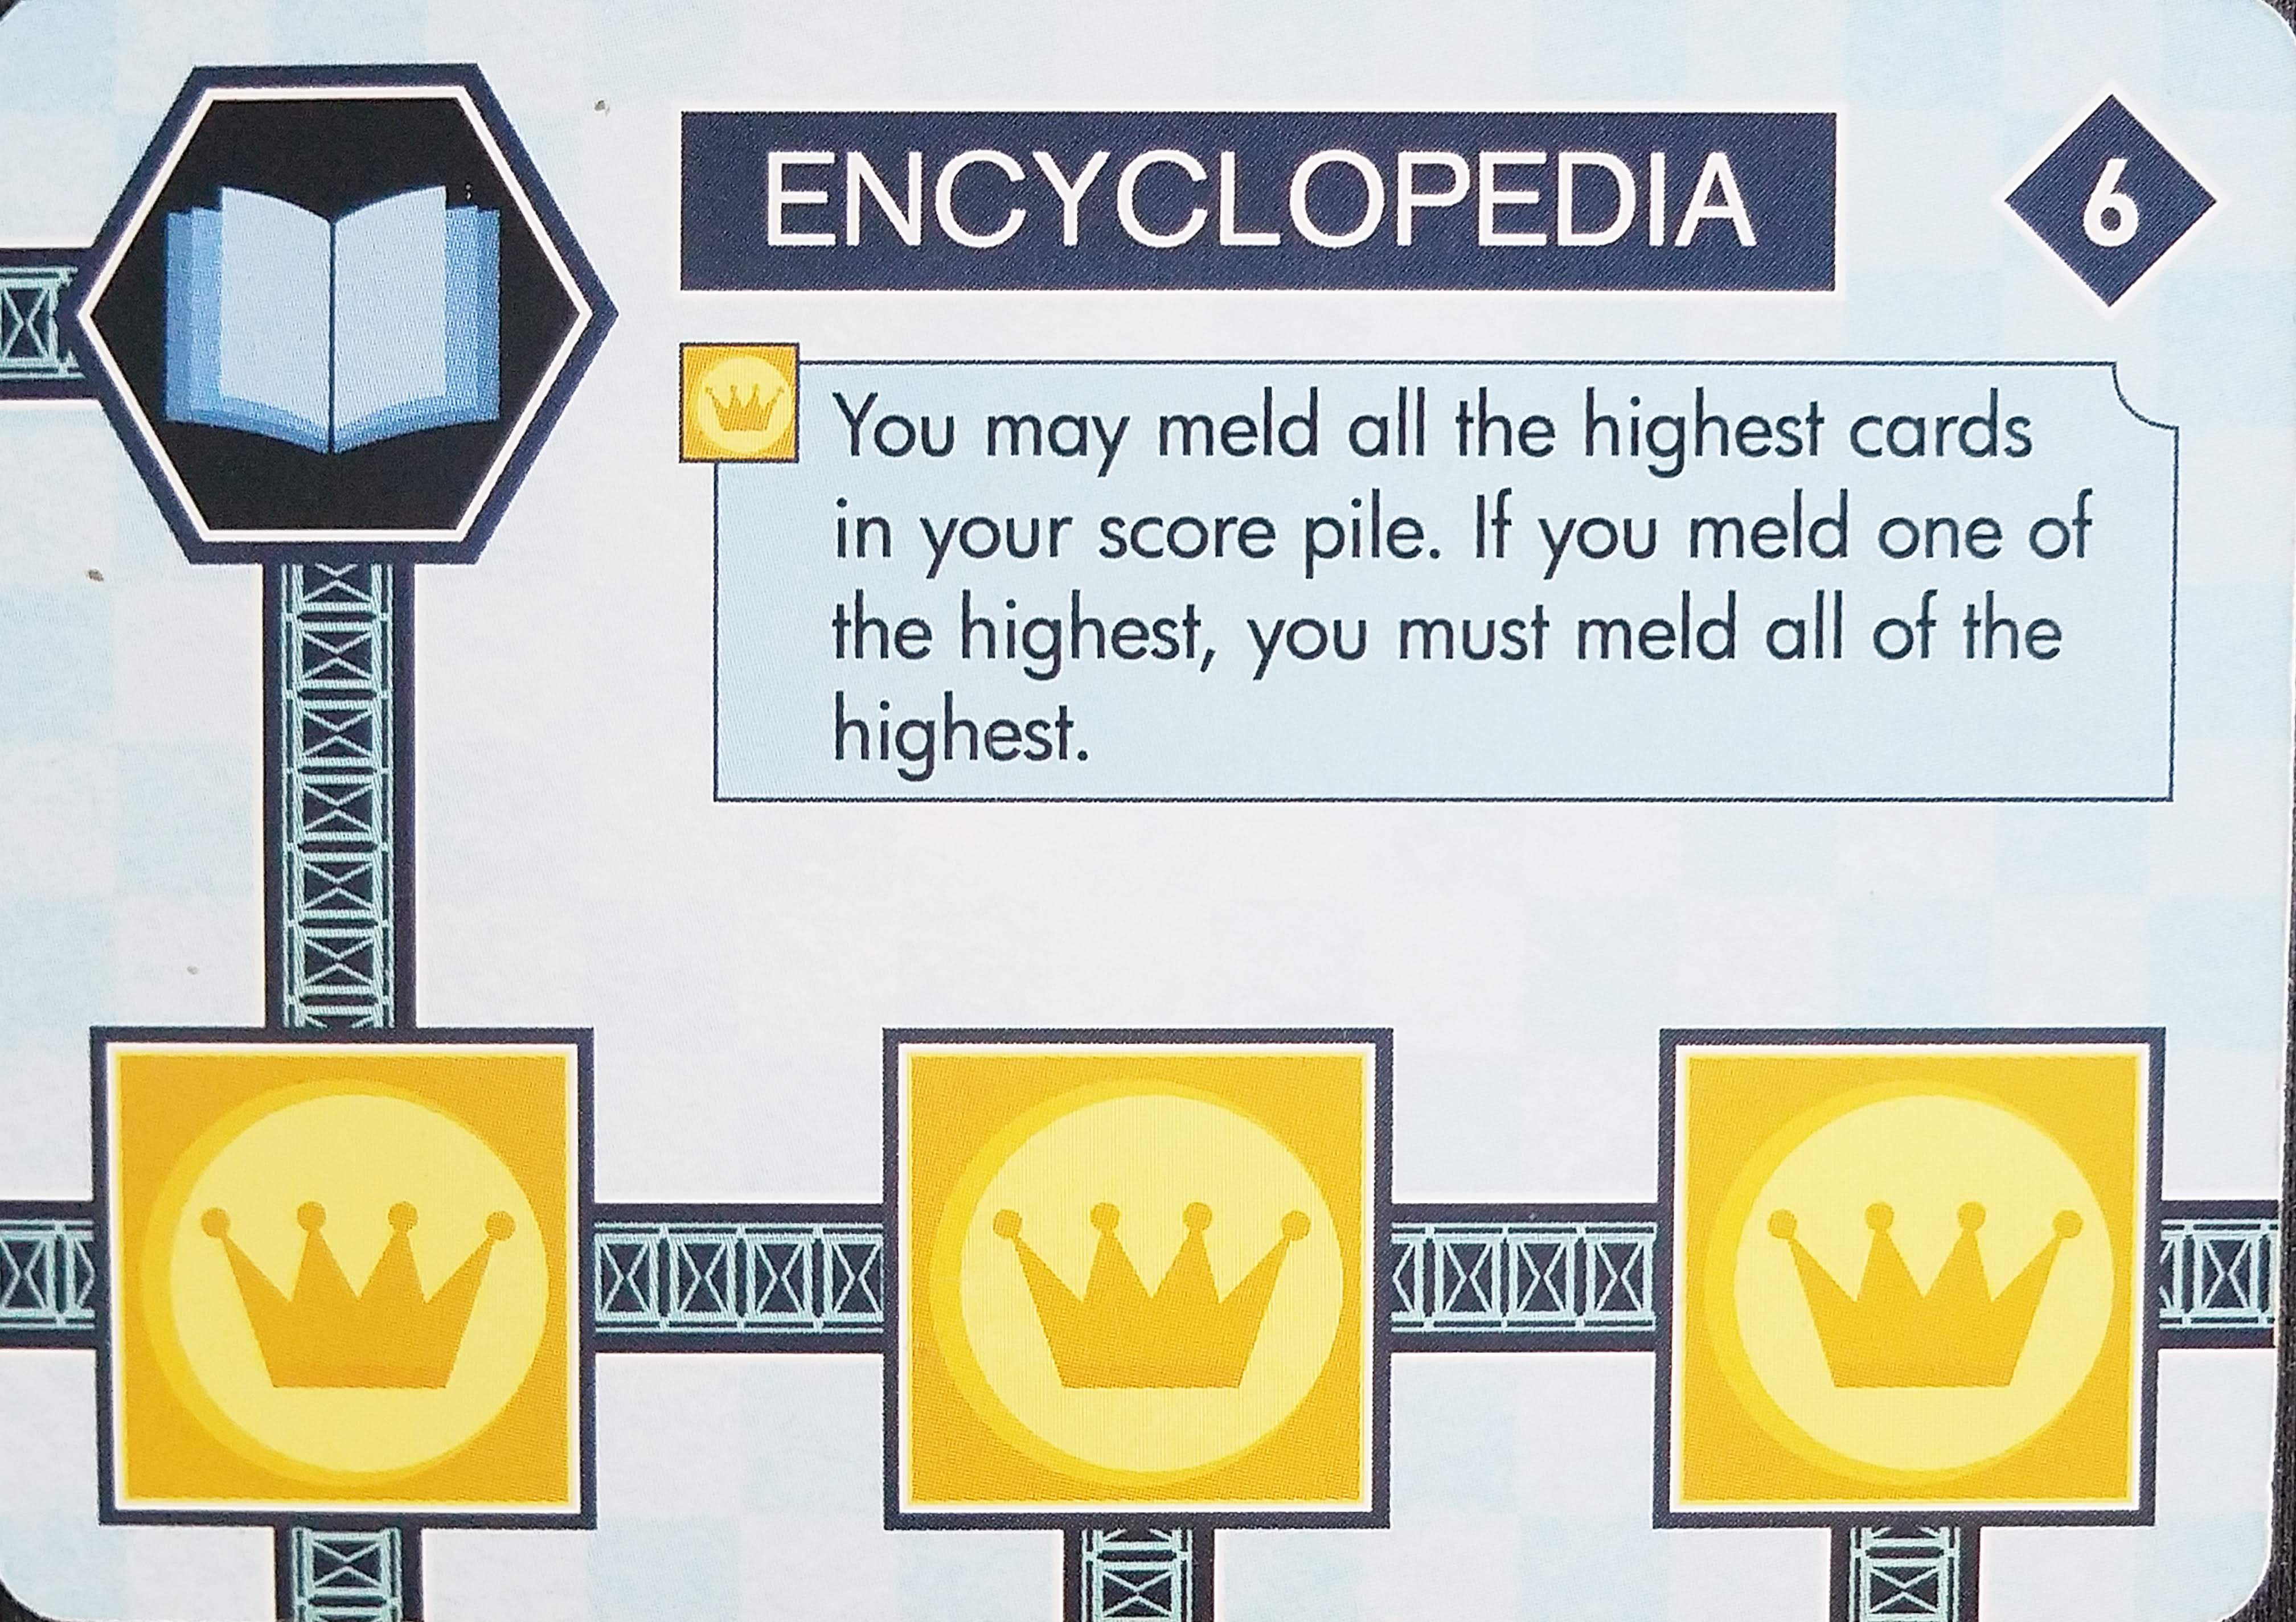 ENCYCLOPEDIA
6
You may meld all the highest cards
in your score pile. If you meld one of
the highest, you must meld all of the
highest.